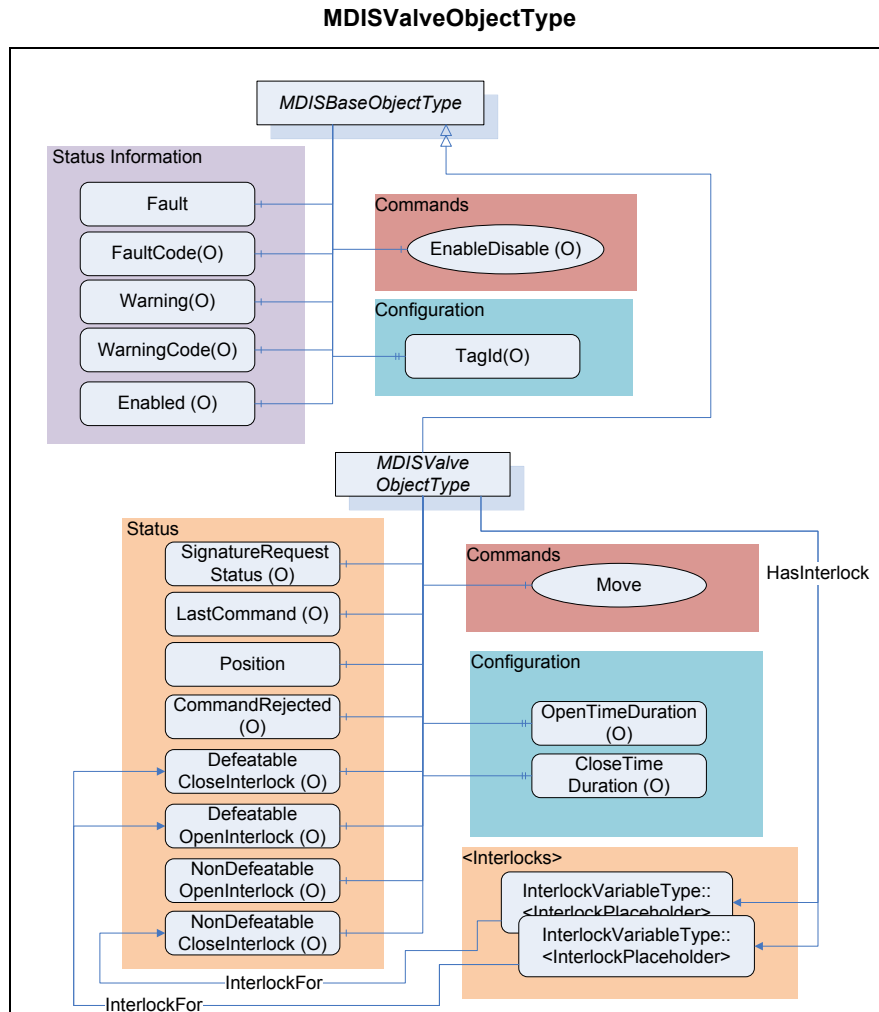 MDISValveObjectType
MDISBaseObjectType
Status Information
Fault
FaultCode(O)
Warning(O)
WarningCode(O)
Enabled (O)
Commands
EnableDisable (O)
Configuration
TagId(O)
MDISValve
ObjectType
Status
SignatureRequest
Status (O)
LastCommand (O)
Position
CommandRejected
(O)
Defeatable
CloseInterlock (O)
Defeatable
OpenInterlock (O)
NonDefeatable
OpenInterlock (O)
NonDefeatable
CloseInterlock (O)
Commands
Move
HasInterlock
Configuration
OpenTimeDuration
(O)
CloseTime
Duration (O)
<Interlocks>
InterlockVariableType::
<InterlockPlaceholder>
InterlockVariableType::
<InterlockPlaceholder>
InterlockFor
InterlockFor